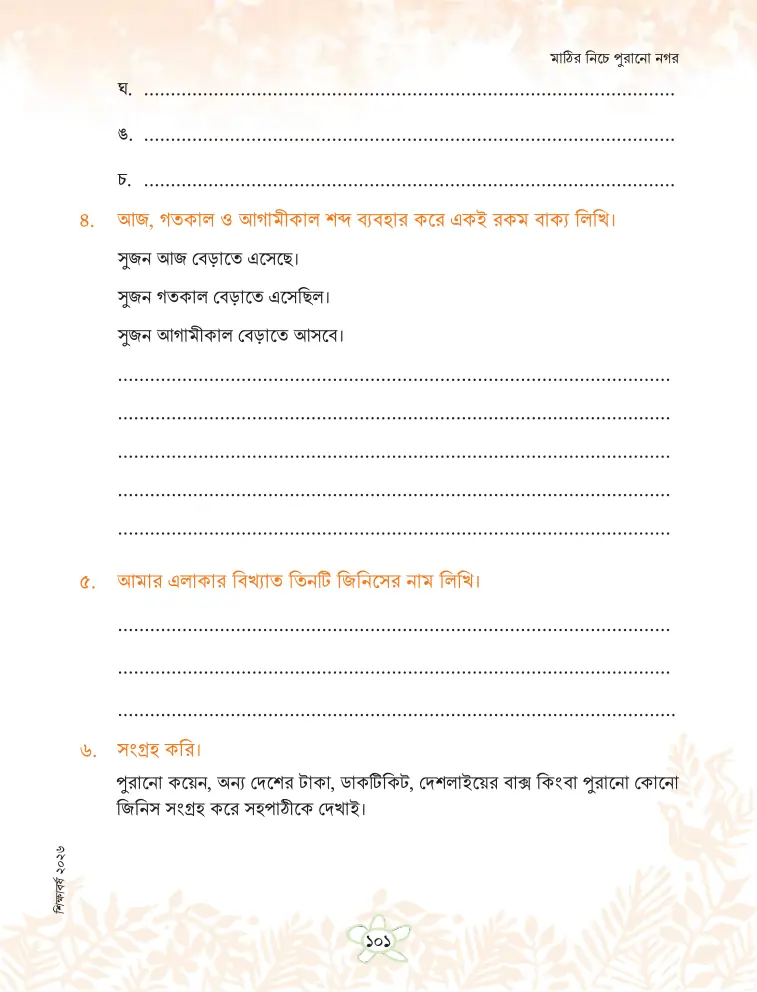 মাঠির নিচে পুরানো নগর
ঘ. ....................................................................................................
ঙ. ....................................................................................................
চ. ....................................................................................................
৪. আজ, গতকাল ও আগামীকাল শব্দ ব্যবহার করে একই রকম বাক্য লিখি।
সুজন আজ বেড়াতে এসেছে।
সুজন গতকাল বেড়াতে এসেছিল।
সুজন আগামীকাল বেড়াতে আসবে।
........................................................................................................
........................................................................................................
........................................................................................................
........................................................................................................
........................................................................................................
৫. আমার এলাকার বিখ্যাত তিনটি জিনিসের নাম লিখি।
........................................................................................................
........................................................................................................
.........................................................................................................
৬. সংগ্রহ করি।
পুরানো কয়েন, অন্য দেশের টাকা, ডাকটিকিট, দেশলাইয়ের বাক্স কিংবা পুরানো কোনো
জিনিস সংগ্রহ করে সহপাঠীকে দেখাই।
শিক্ষাবর্ষ ২০২৬
১০১